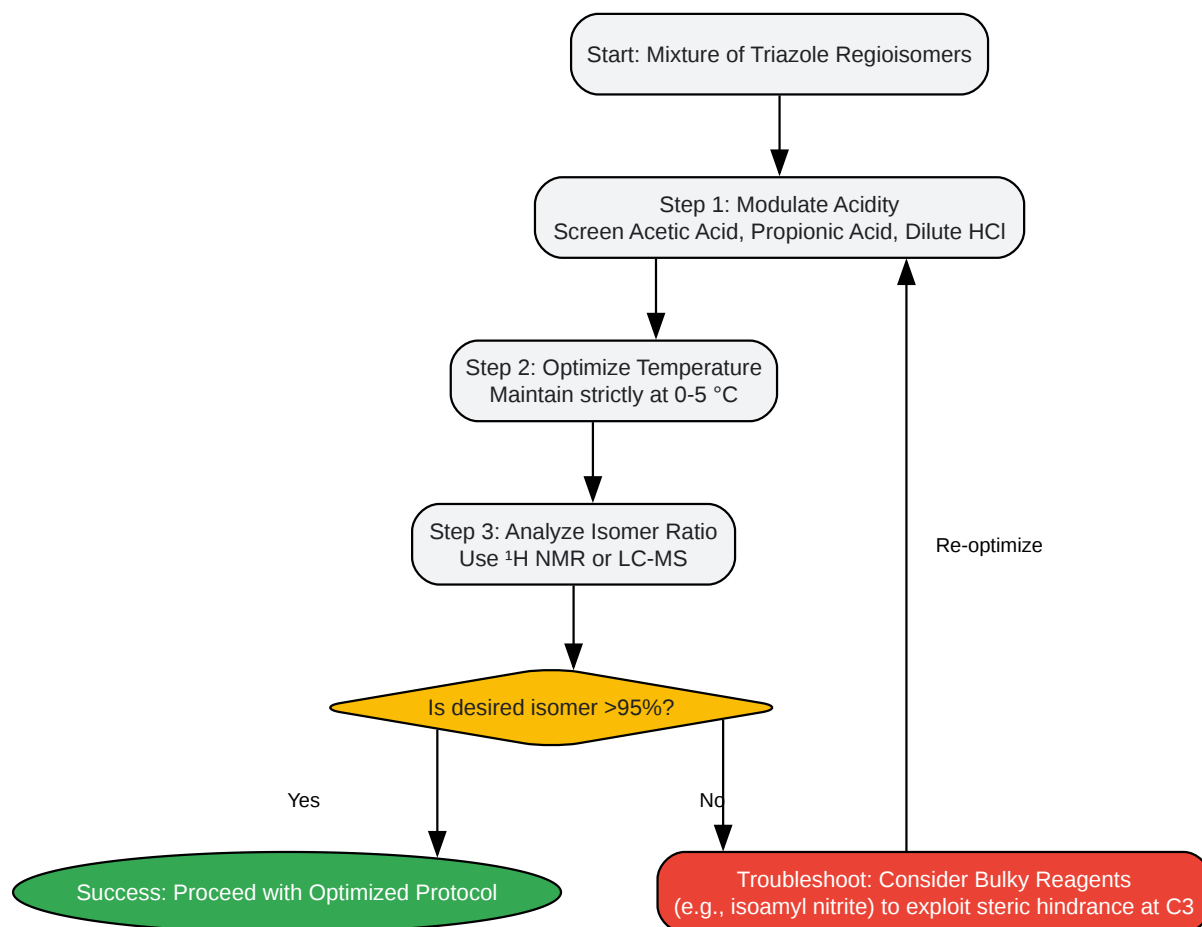 Start: Mixture of Triazole Regioisomers
Step 1: Modulate Acidity
Screen Acetic Acid, Propionic Acid, Dilute HCl
Step 2: Optimize Temperature
Maintain strictly at 0-5 °C
Step 3: Analyze Isomer Ratio
Use ¹H NMR or LC-MS
Re-optimize
Is desired isomer >95%?
Yes
No
Success: Proceed with Optimized Protocol
Troubleshoot: Consider Bulky Reagents
(e.g., isoamyl nitrite) to exploit steric hindrance at C3